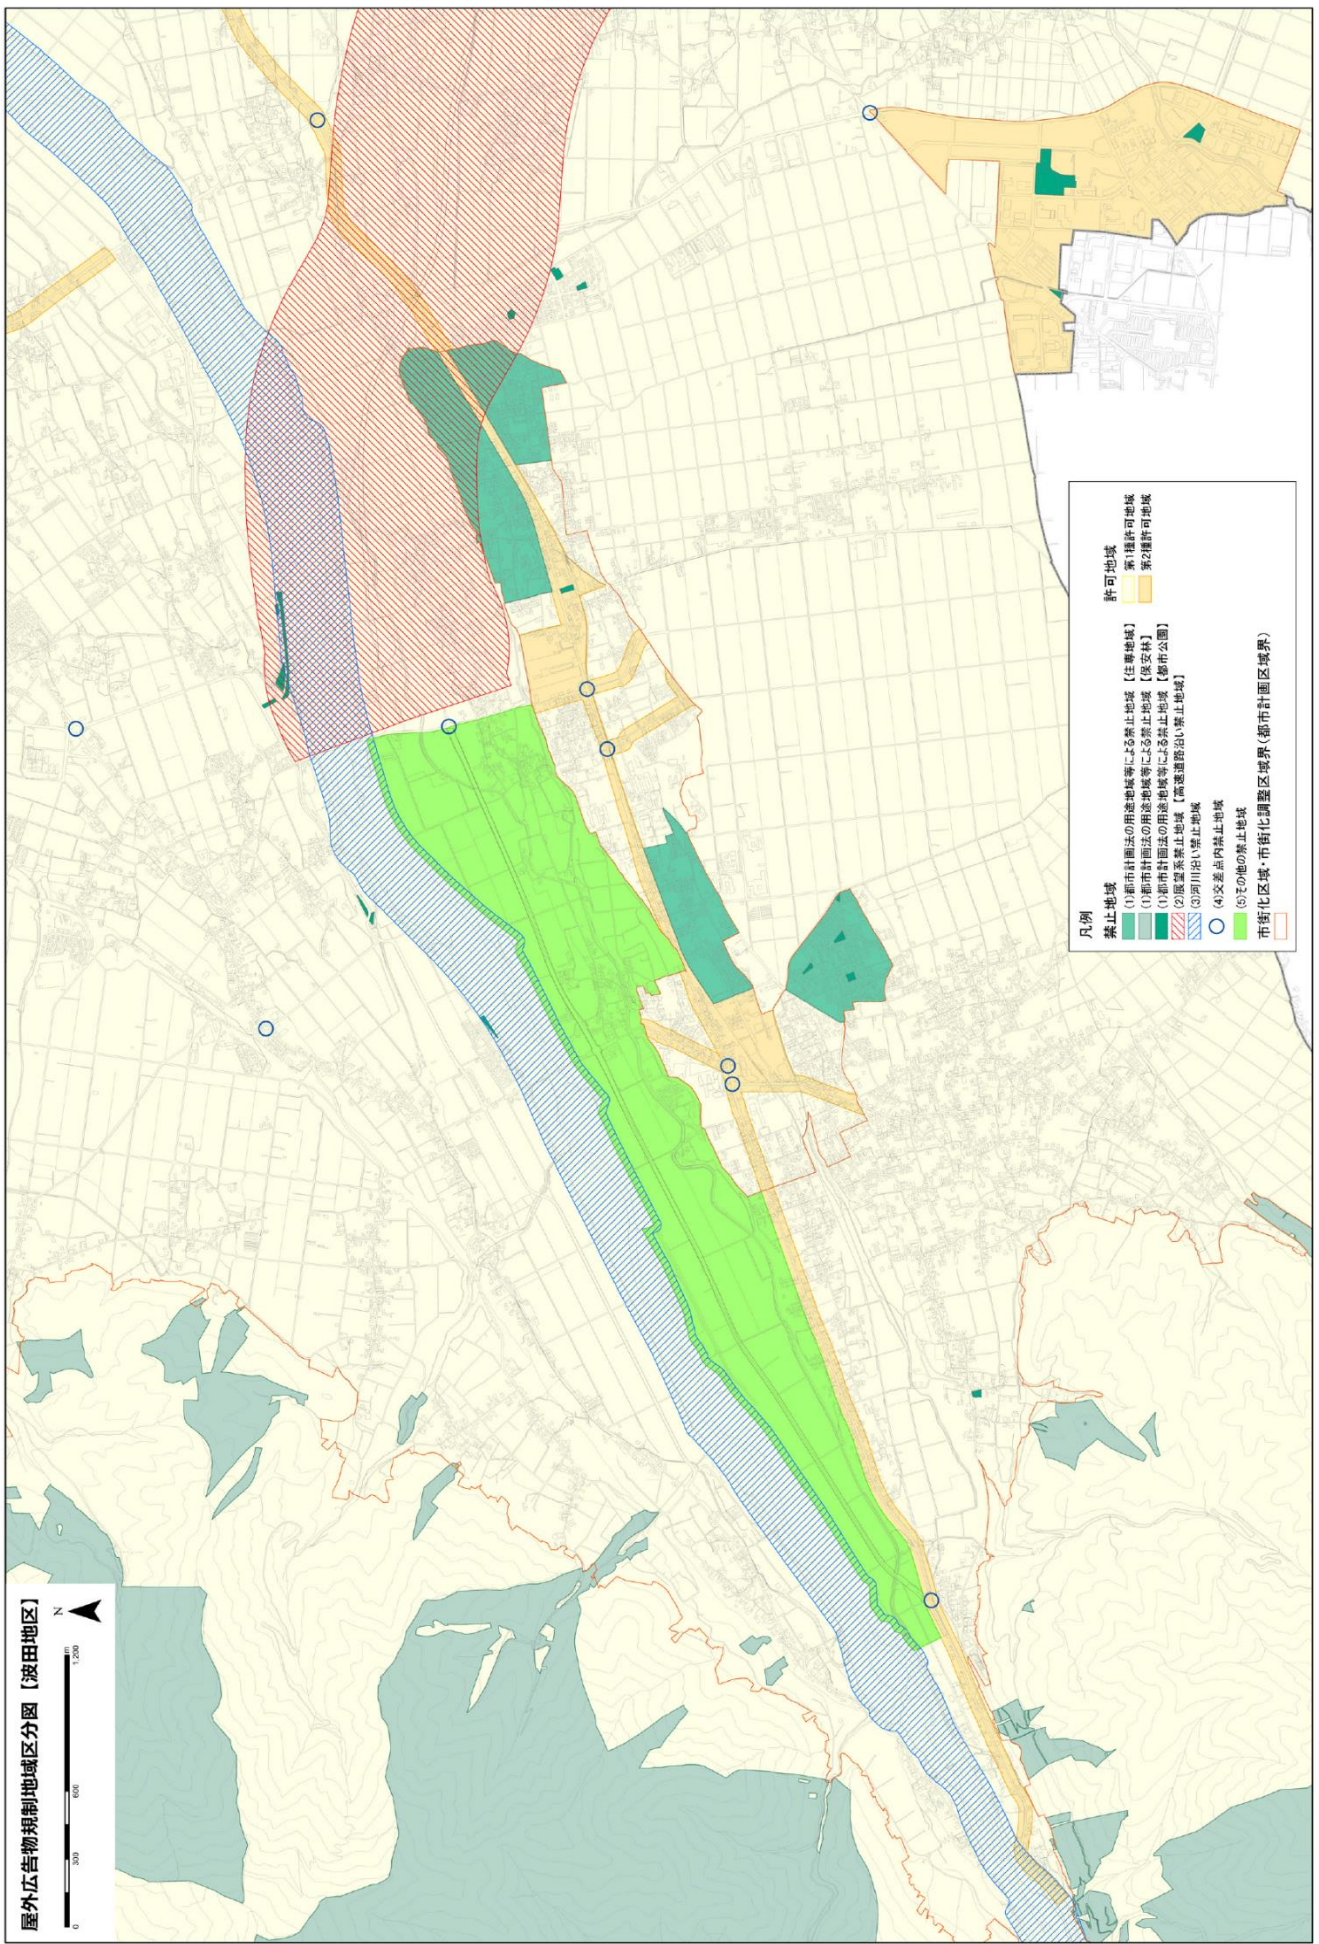 屋外広告物規制地域区分図【波田地区】
N
0 300 600 1,200 m
凡例
禁止地域
(1)都市計画法の用途地域等による禁止地域【住専地域】
(1)都市計画法の用途地域等による禁止地域【保安林】
(1)都市計画法の用途地域等による禁止地域【都市公園】
(2)展望系禁止地域【高速道路沿い禁止地域】
(3)河川沿い禁止地域
(4)交差点内禁止地域
(5)その他の禁止地域
市街化区域・市街化調整区域界(都市計画区域界)
許可地域
第1種許可地域
第2種許可地域